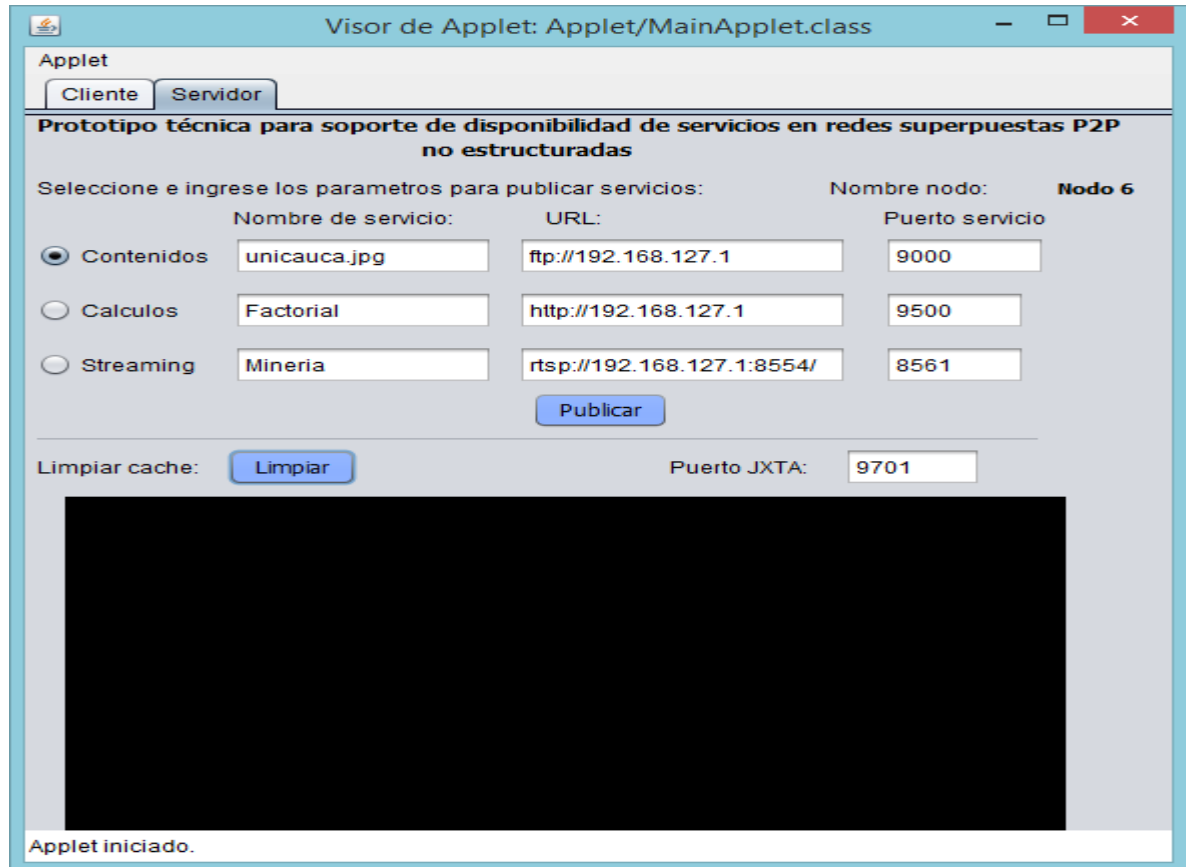 Visor de Applet: Applet/MainApplet.class
Applet
Cliente Servidor
Prototipo técnica para soporte de disponibilidad de servicios en redes superpuestas P2P
no estructuradas
Seleccione e ingrese los parametros para publicar servicios: Nombre nodo: Nodo 6
Nombre de servicio: URL: Puerto servicio
Contenidos unicauca.jpg ftp://192.168.127.1 9000
Calculos Factorial http://192.168.127.1 9500
Streaming Mineria rtsp://192.168.127.1:8554/ 8561
Publicar
Limpiar cache: Limpiar Puerto JXTA: 9701
Applet iniciado.